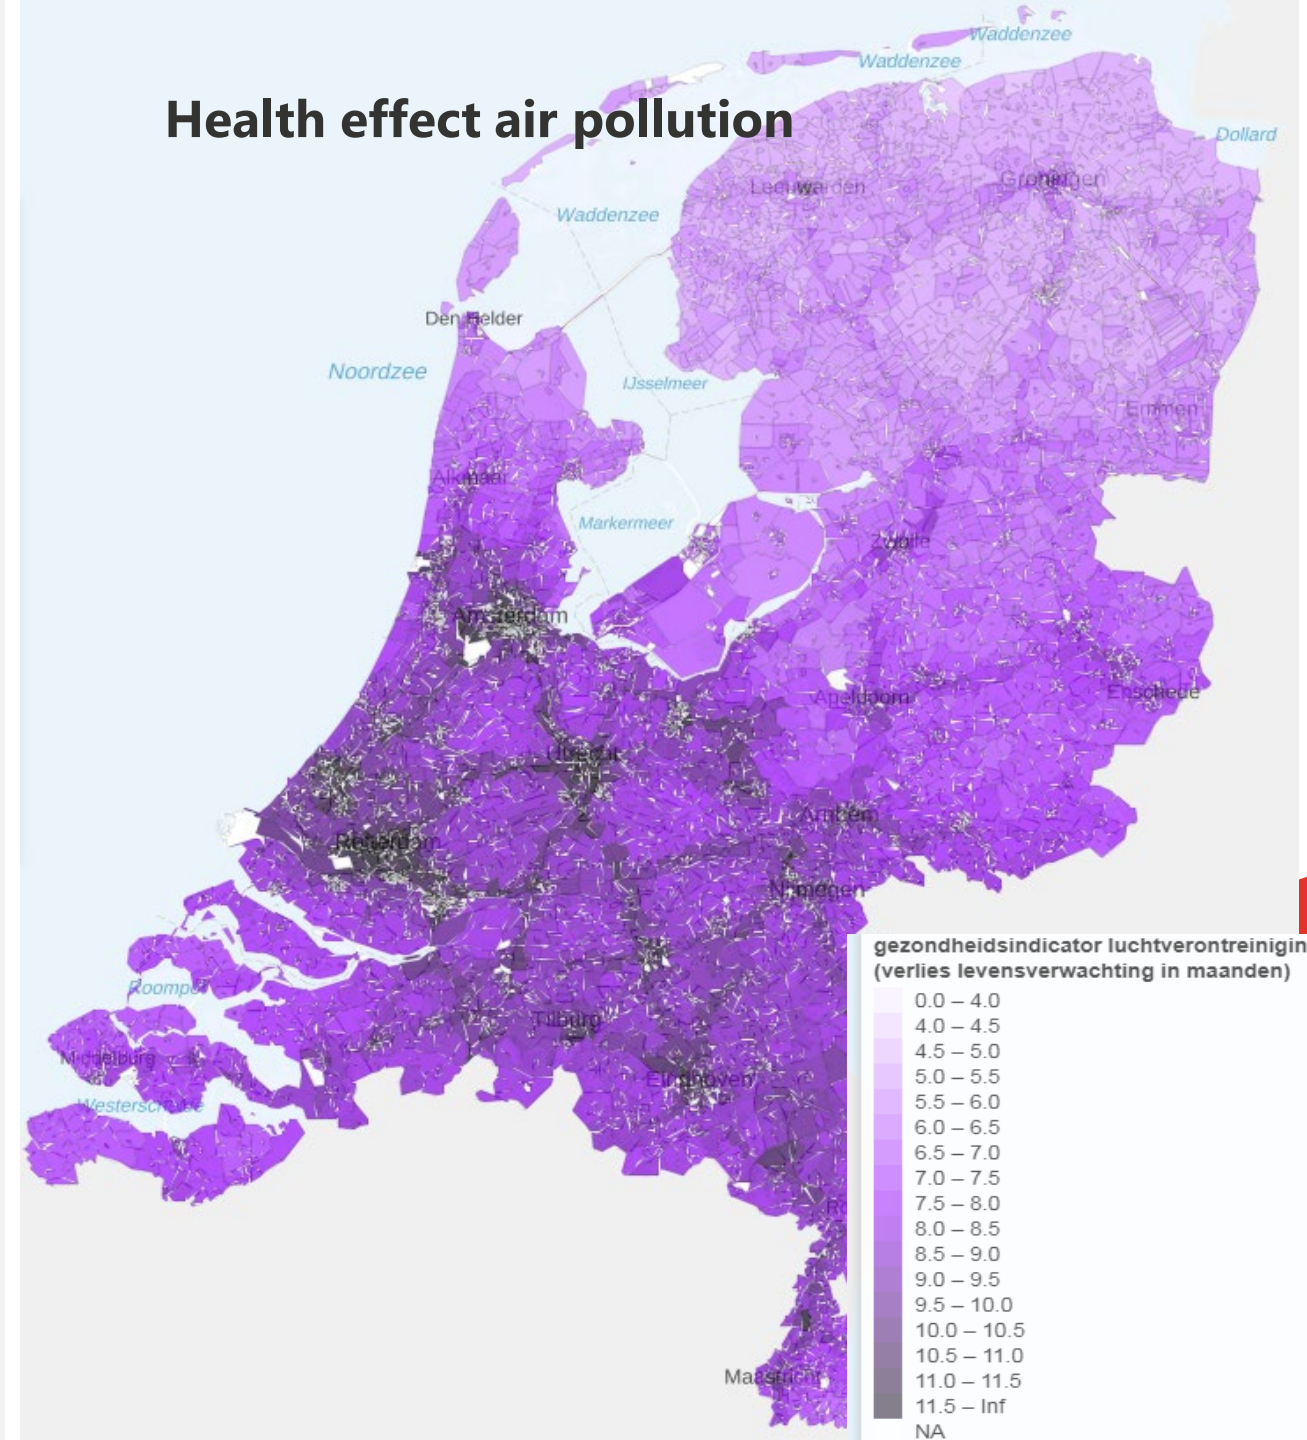 Waddenzee
Waddenzee
Health effect air pollution
Dollard
Leeuwarden
Groningen
Waddenzee
Den Helder
Noordzee
IJsselmeer
Emmen
Alkmaar
Markermeer
Zwolle
Amsterdam
Apeldoorn
Enschede
Utrecht
Arnhem
Rotterdam
Nijmegen
gezondheidsindicator luchtverontreinigin
(verlies levensverwachting in maanden)
Roompot
Tilburg
Middelburg
Eindhoven
Westerschelde
Ro
Maastricht
0.0 – 4.0
4.0 – 4.5
4.5 – 5.0
5.0 – 5.5
5.5 – 6.0
6.0 – 6.5
6.5 – 7.0
7.0 – 7.5
7.5 – 8.0
8.0 – 8.5
8.5 – 9.0
9.0 – 9.5
9.5 – 10.0
10.0 – 10.5
10.5 – 11.0
11.0 – 11.5
11.5 – Inf
NA